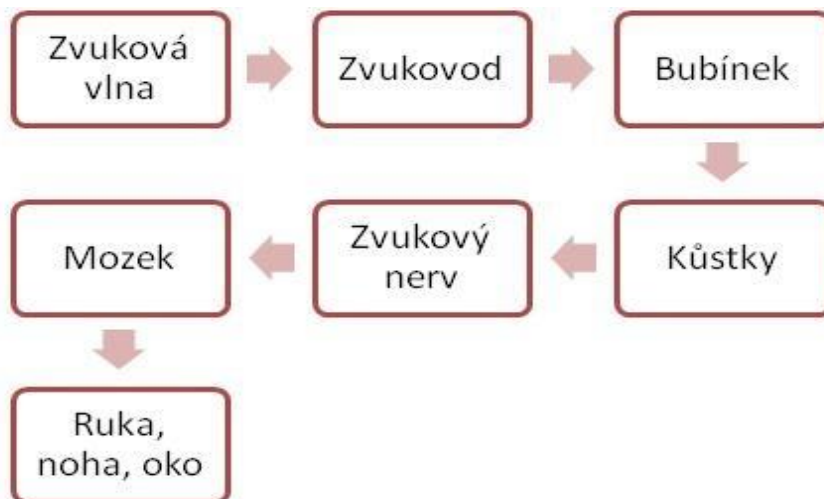 Zvuková
vlna
Zvukovod
Bubínek
Kůstky
Zvukový
nerv
Mozek
Ruka,
noha, oko